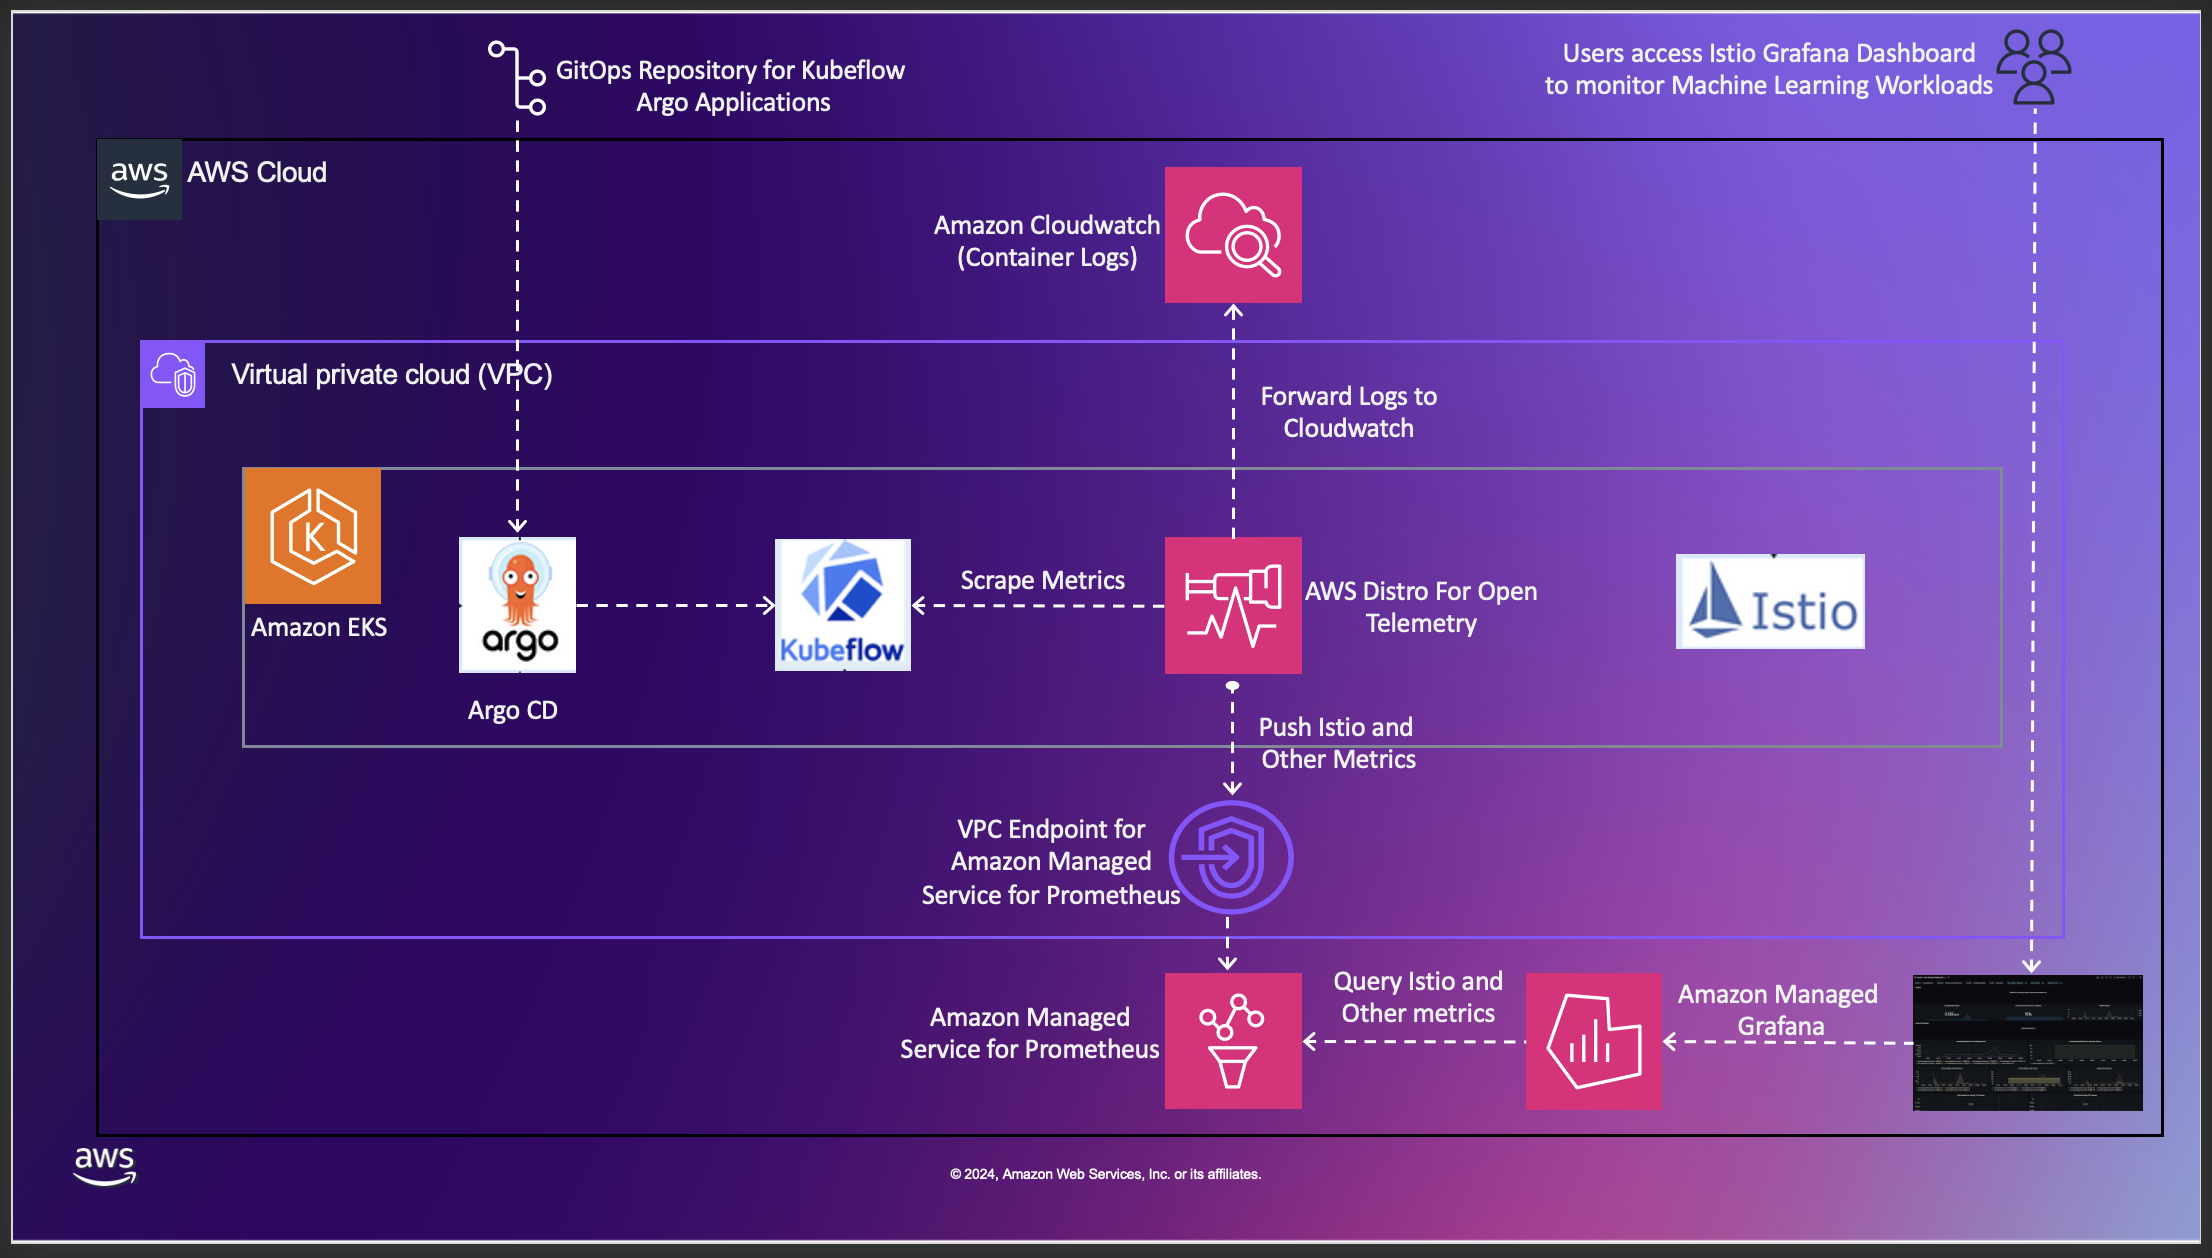 GitOps Repository for Kubeflow
Argo Applications
Users access Istio Grafana Dashboard
to monitor Machine Learning Workloads
aws
AWS Cloud
Amazon Cloudwatch
(Container Logs)
Virtual private cloud (VPC)
Forward Logs to
Cloudwatch
K
Amazon EKS
argo
Argo CD
Kubeflow
Scrape Metrics
AWS Distro For Open
Telemetry
Istio
Push Istio and
Other Metrics
VPC Endpoint for
Amazon Managed
Service for Prometheus
Amazon Managed
Service for Prometheus
Query Istio and
Other metrics
Amazon Managed
Grafana
aws
© 2024, Amazon Web Services, Inc. or its affiliates.